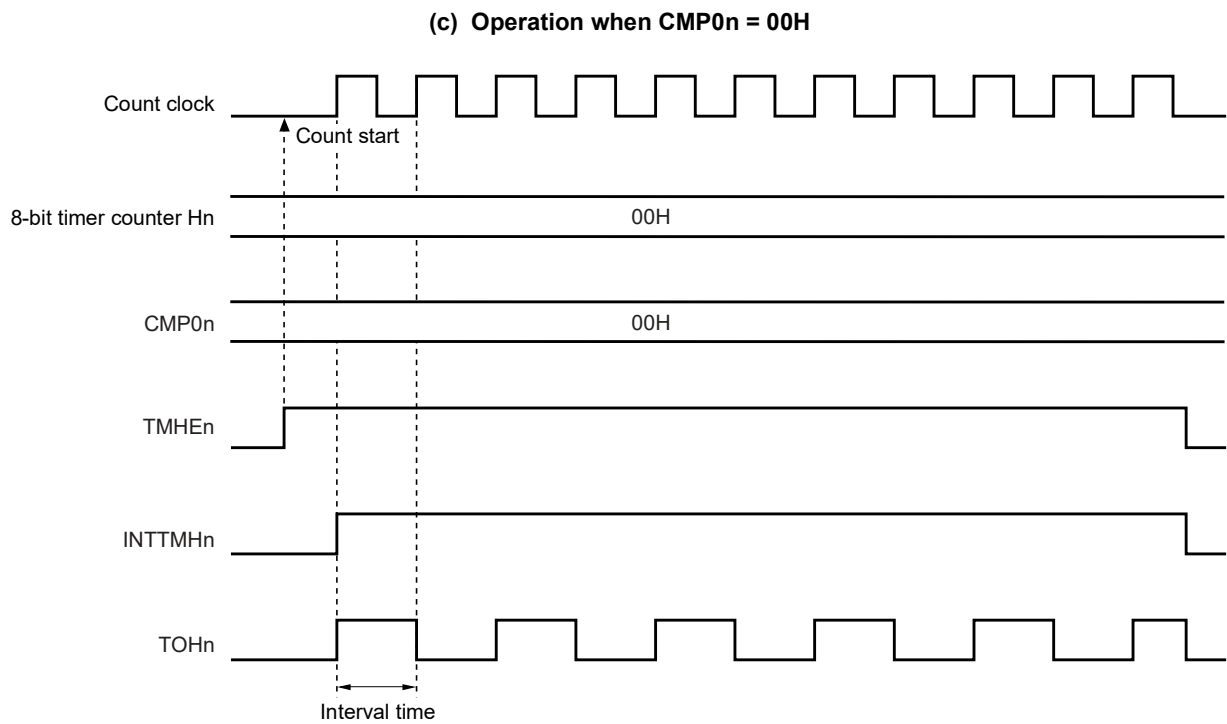 (c) Operation when CMP0n = 00H
Count clock
Count start
8-bit timer counter Hn
00H
CMP0n
00H
TMHEn
INTTMHn
TOHn
Interval time